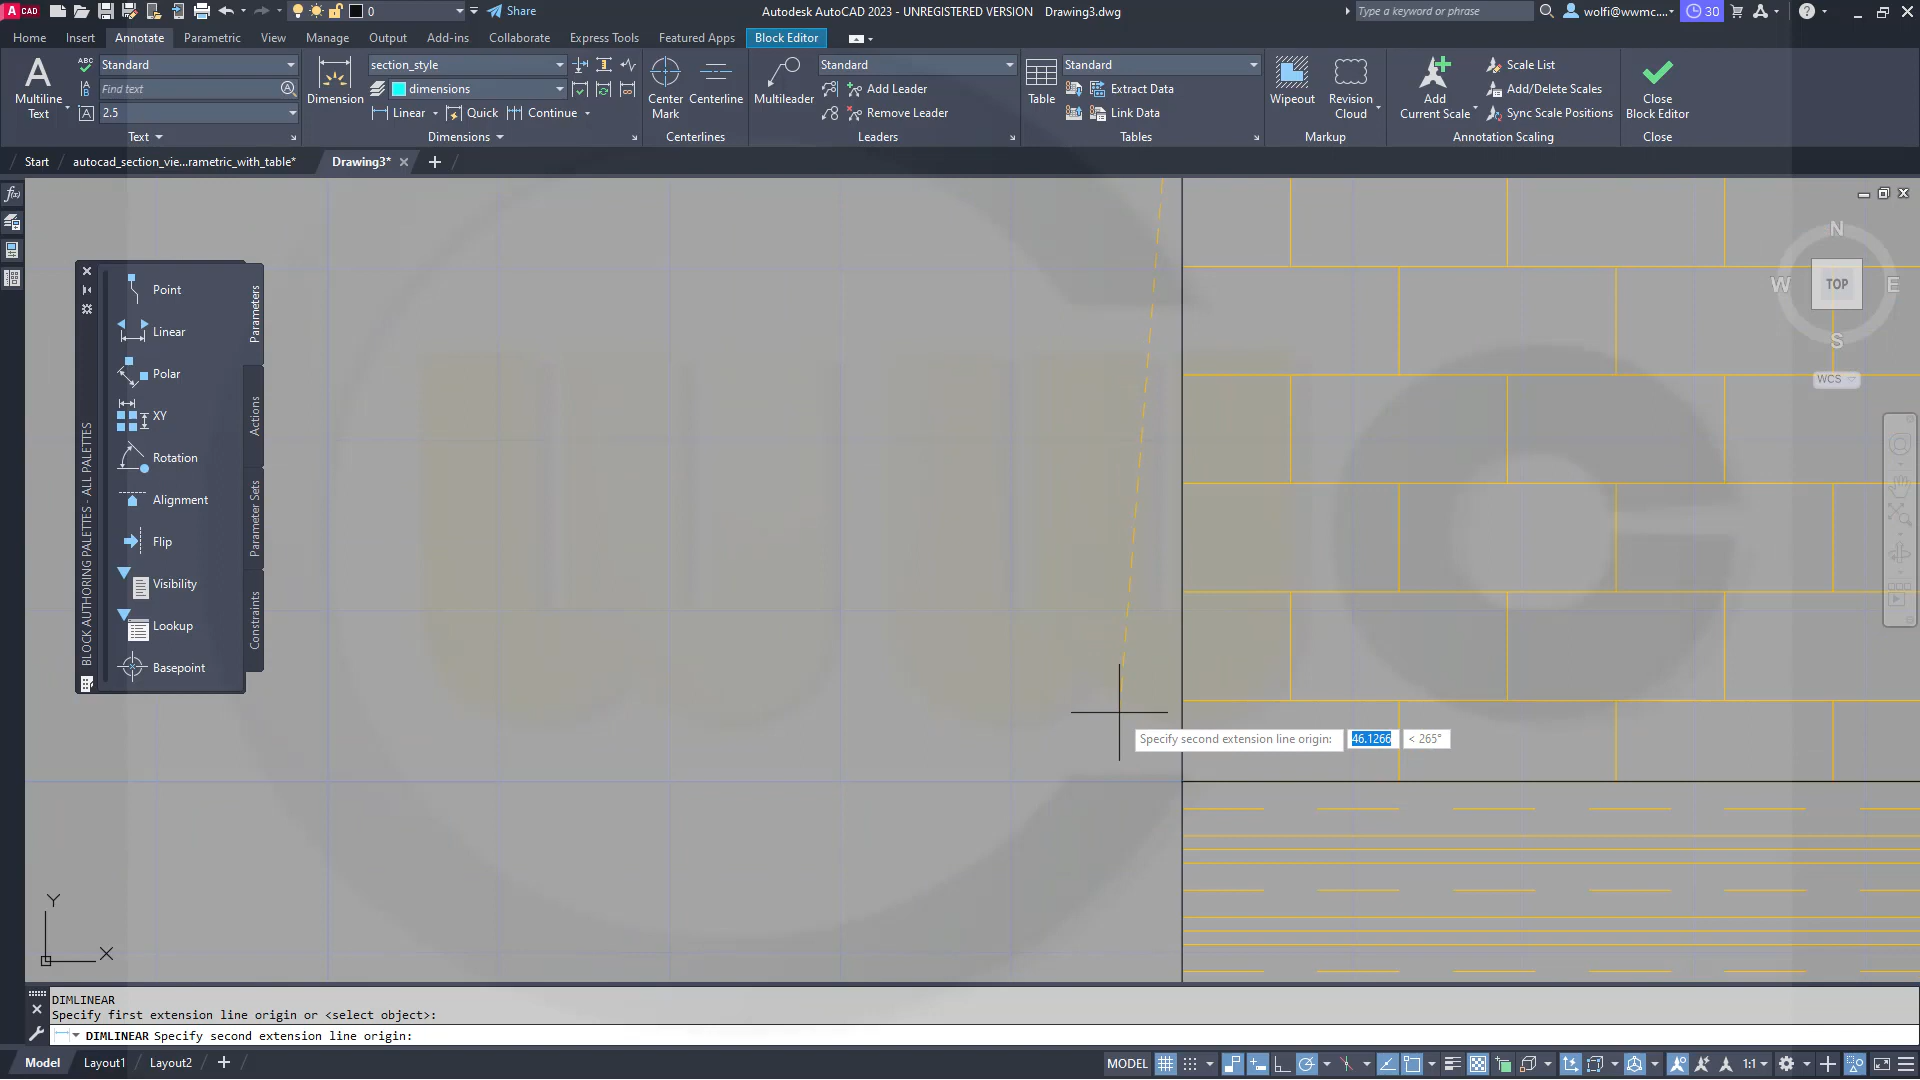 CAD
0
Share
Autodesk AutoCAD 2023 - UNREGISTERED VERSION Drawing3.dwg
Type a keyword or phrase
wolfi@wwmc....
30
Home Insert Annotate Parametric View Manage Output Add-ins Collaborate Express Tools Featured Apps Block Editor
Multiline
Text
ABC
Standard
Find text
2.5
Text
Dimension
section_style
dimensions
Linear
Quick
Continue
Dimensions
Center
Mark
Centerline
Centerlines
Multileader
Standard
Add Leader
Remove Leader
Leaders
Table
Standard
Extract Data
Link Data
Tables
Wipeout
Revision
Cloud
Markup
Add
Current Scale
Scale List
Add/Delete Scales
Sync Scale Positions
Annotation Scaling
Close
Block Editor
Close
Start
autocad_section_vie...rametric_with_table*
Drawing3*
Point
Linear
Polar
XY
Rotation
Alignment
Flip
Visibility
Lookup
Basepoint
Parameters
Actions
Parameter Sets
Constraints
BLOCK AUTHORING PALETTES - ALL PALETTES
N
W
TOP
E
S
WCS
Specify second extension line origin: 46.1266 < 265°
Y
X
DIMLINEAR
Specify first extension line origin or <select object>:
DIMLINEAR Specify second extension line origin:
Model Layout1 Layout2
MODEL
1:1